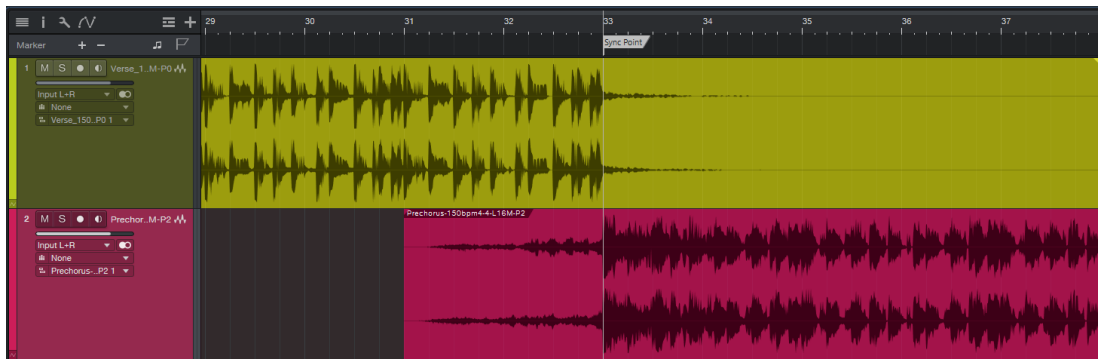 29 30 31 32 33 34 35 36 37
Marker + −
Sync Point
1 M S Verse_1..M-P0
Input L+R
None
Verse_150..P0 1
2 M S Prechor..M-P2
Prechorus-150bpm4-4-L16M-P2
Input L+R
None
Prechorus-..P2 1